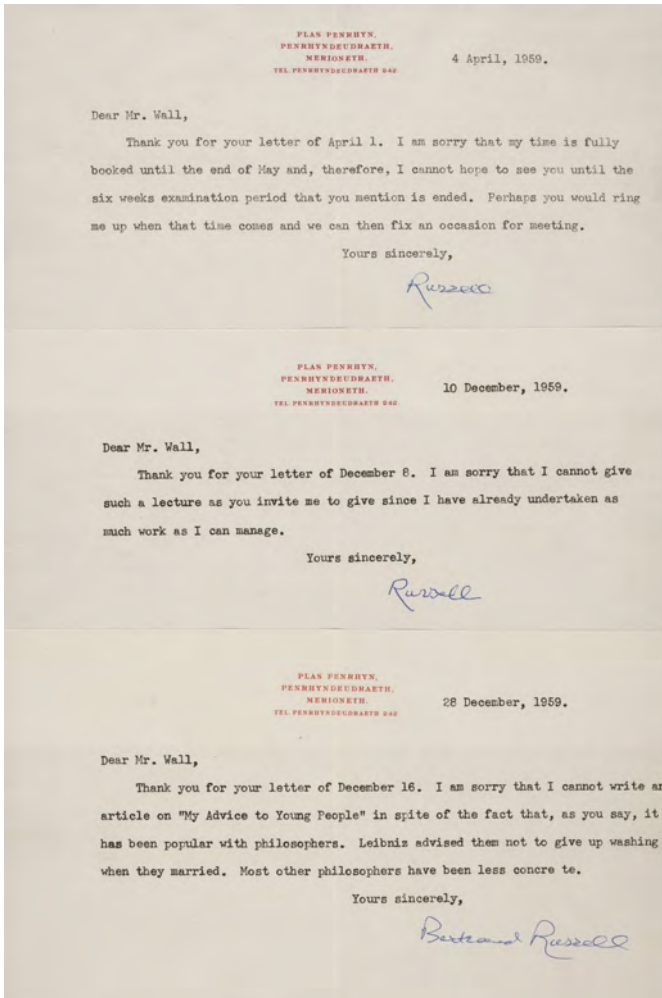 PLAS PENRHYN,
PENRHYNDEUDRAETH,
MERIONETH.
TEL. PENRHYNDEUDRAETH 242.
4 April, 1959.
Dear Mr. Wall,
Thank you for your letter of April 1. I am sorry that my time is fully
booked until the end of May and, therefore, I cannot hope to see you until the
six weeks examination period that you mention is ended. Perhaps you would ring
me up when that time comes and we can then fix an occasion for meeting.
Yours sincerely,
Russell
PLAS PENRHYN,
PENRHYNDEUDRAETH,
MERIONETH.
TEL. PENRHYNDEUDRAETH 242.
10 December, 1959.
Dear Mr. Wall,
Thank you for your letter of December 8. I am sorry that I cannot give
such a lecture as you invite me to give since I have already undertaken as
much work as I can manage.
Yours sincerely,
Russell
PLAS PENRHYN,
PENRHYNDEUDRAETH,
MERIONETH.
TEL. PENRHYNDEUDRAETH 242
28 December, 1959.
Dear Mr. Wall,
Thank you for your letter of December 16. I am sorry that I cannot write an
article on "My Advice to Young People" in spite of the fact that, as you say, it
has been popular with philosophers. Leibniz advised them not to give up washing
when they married. Most other philosophers have been less concre te.
Yours sincerely,
Bertrand Russell